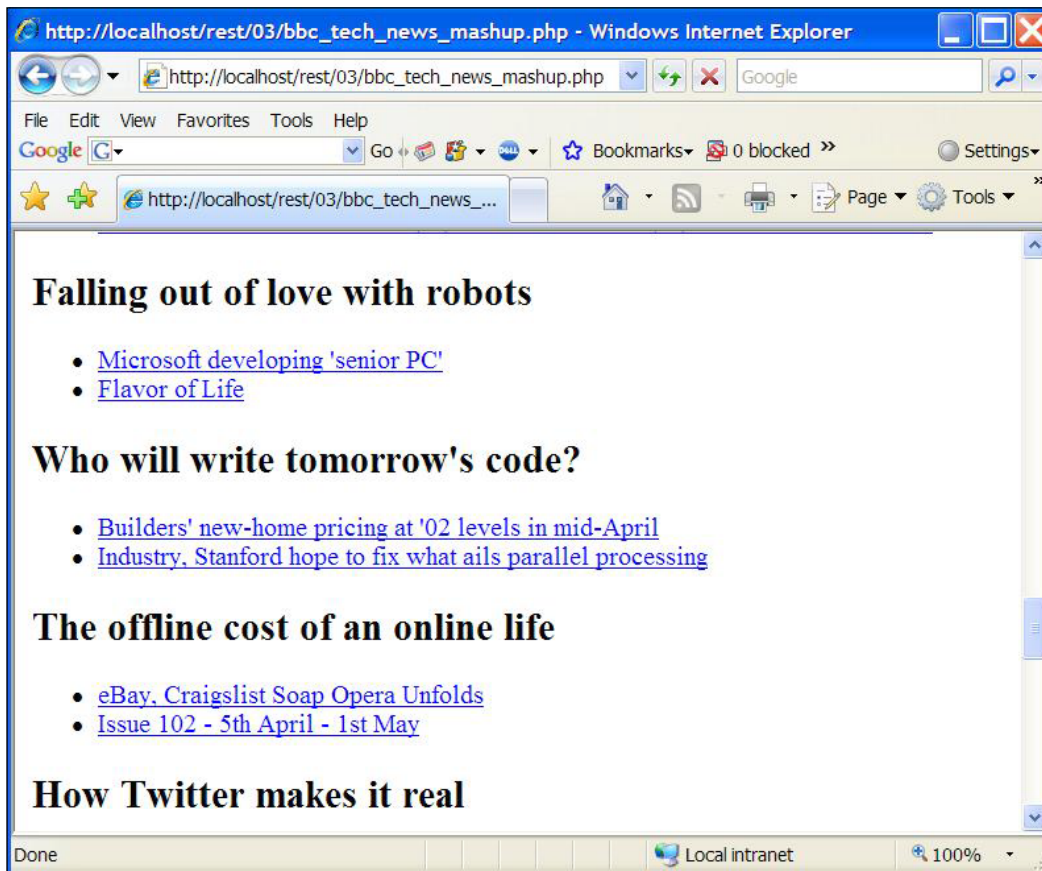 http://localhost/rest/03/bbc_tech_news_mashup.php - Windows Internet Explorer
http://localhost/rest/03/bbc_tech_news_mashup.php Google
File Edit View Favorites Tools Help
Google G Go DELL Bookmarks 0 blocked » Settings
http://localhost/rest/03/bbc_tech_news_... Page Tools »
Falling out of love with robots
• Microsoft developing 'senior PC'
• Flavor of Life
Who will write tomorrow's code?
• Builders' new-home pricing at '02 levels in mid-April
• Industry, Stanford hope to fix what ails parallel processing
The offline cost of an online life
• eBay, Craigslist Soap Opera Unfolds
• Issue 102 - 5th April - 1st May
How Twitter makes it real
Done Local intranet 100%